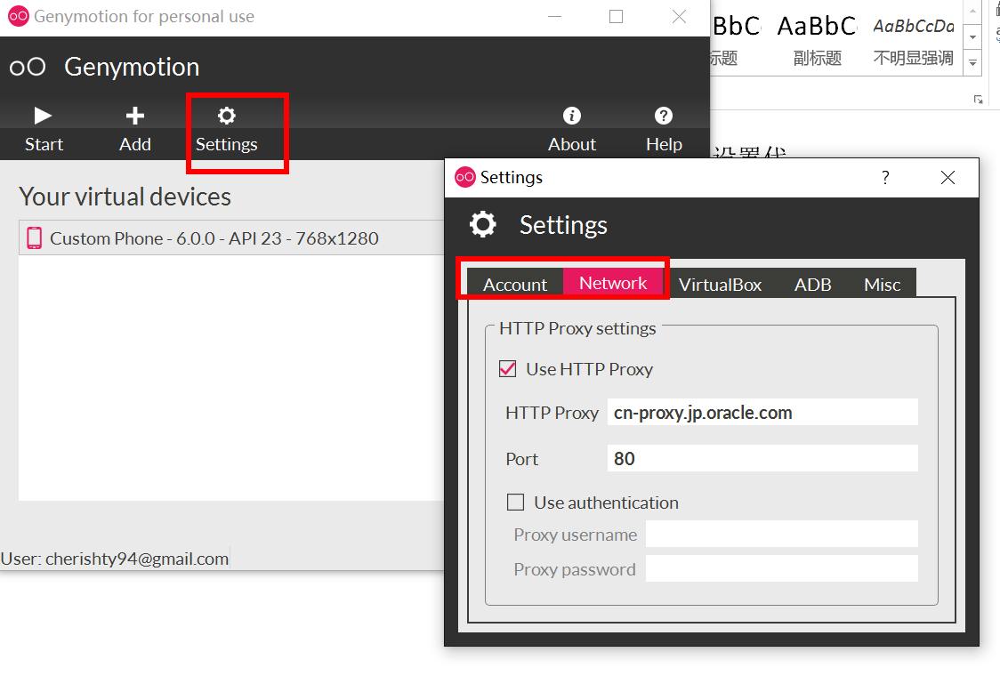 Genymotion for personal use
Genymotion
Start Add Settings About Help
Your virtual devices
Custom Phone - 6.0.0 - API 23 - 768x1280
User: cherishty94@gmail.com
BbC AaBbC AaBbCcDd
标题 副标题 不明显强调
设置代
Settings ?
Settings
Account Network VirtualBox ADB Misc
HTTP Proxy settings
Use HTTP Proxy
HTTP Proxy cn-proxy.jp.oracle.com
Port 80
Use authentication
Proxy username
Proxy password